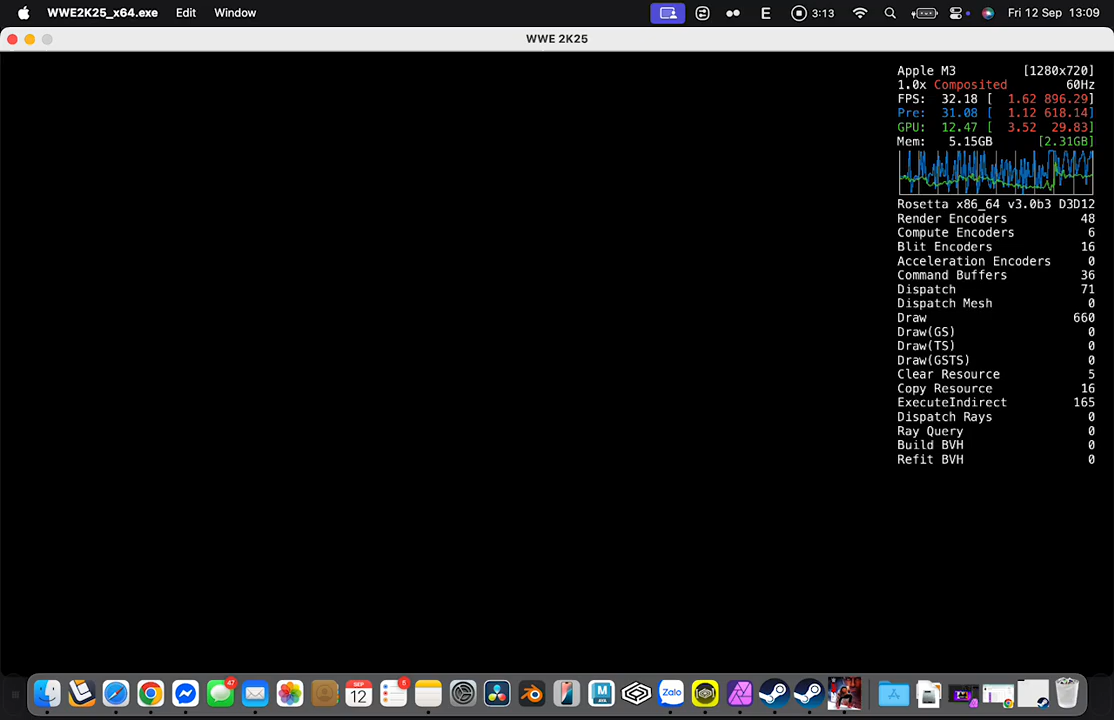 WWE2K25_x64.exe Edit Window E 3:13 Fri 12 Sep 13:09
WWE 2K25
Apple M3 [1280x720]
1.0x Composited 60Hz
FPS: 32.18 [ 1.62 896.29]
Pre: 31.08 [ 1.12 618.14]
GPU: 12.47 [ 3.52 29.83]
Mem: 5.15GB [2.31GB]
Rosetta x86_64 v3.0b3 D3D12
Render Encoders 48
Compute Encoders 6
Blit Encoders 16
Acceleration Encoders 0
Command Buffers 36
Dispatch 71
Dispatch Mesh 0
Draw 660
Draw(GS) 0
Draw(TS) 0
Draw(GSTS) 0
Clear Resource 5
Copy Resource 16
ExecuteIndirect 165
Dispatch Rays 0
Ray Query 0
Build BVH 0
Refit BVH 0
47 SEP 12 6 M Zalo